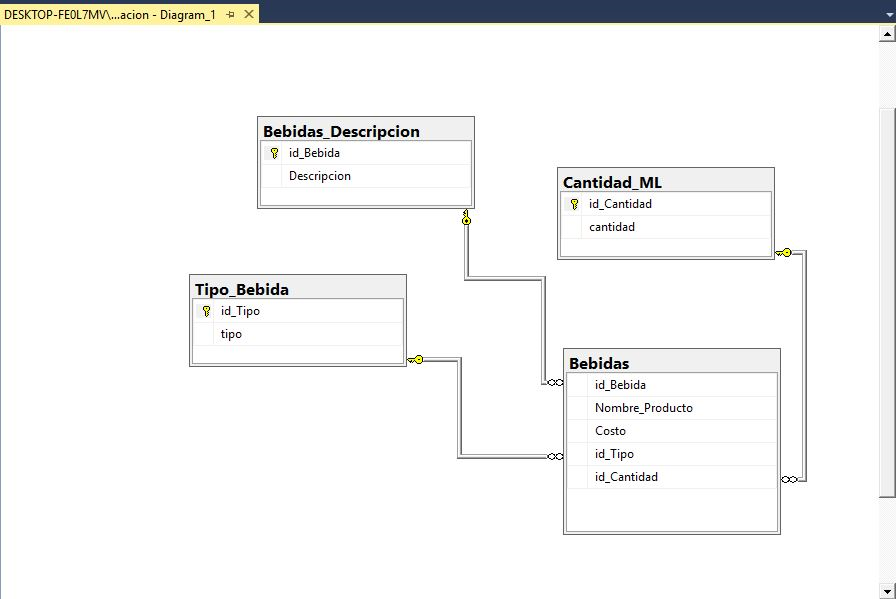 DESKTOP-FE0L7MV\...acion - Diagram_1
Bebidas_Descripcion
id_Bebida
Descripcion
Cantidad_ML
id_Cantidad
cantidad
Tipo_Bebida
id_Tipo
tipo
Bebidas
id_Bebida
Nombre_Producto
Costo
id_Tipo
id_Cantidad